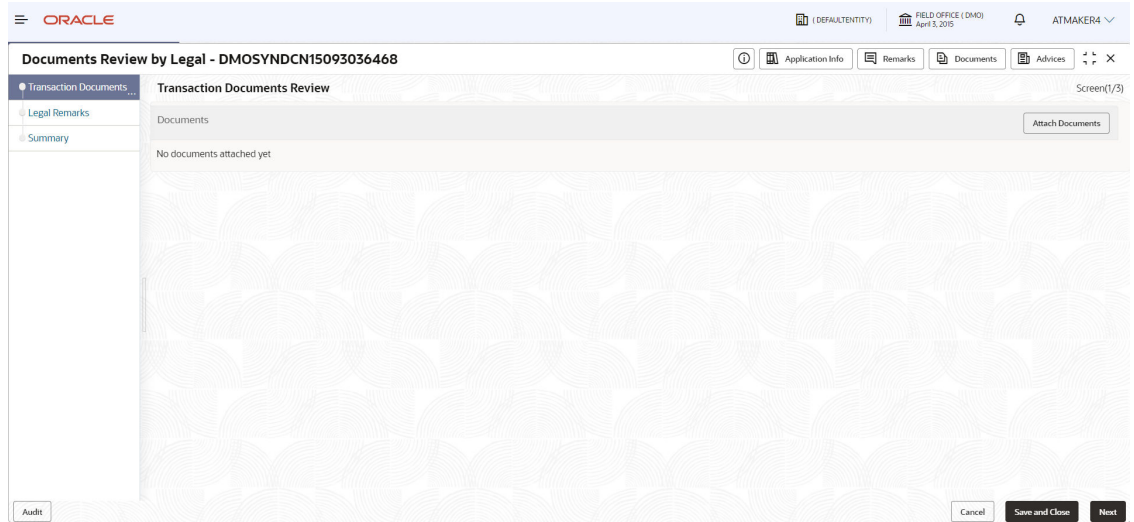 ORACLE
( DEFAULTENTITY)
FIELD OFFICE ( DMO)
April 3, 2015
ATMAKER4
Documents Review by Legal - DMOSYNDCN15093036468
Application Info
Remarks
Documents
Advices
Transaction Documents...
Transaction Documents Review
Screen(1/3)
Legal Remarks
Summary
Documents
Attach Documents
No documents attached yet
Audit
Cancel
Save and Close
Next